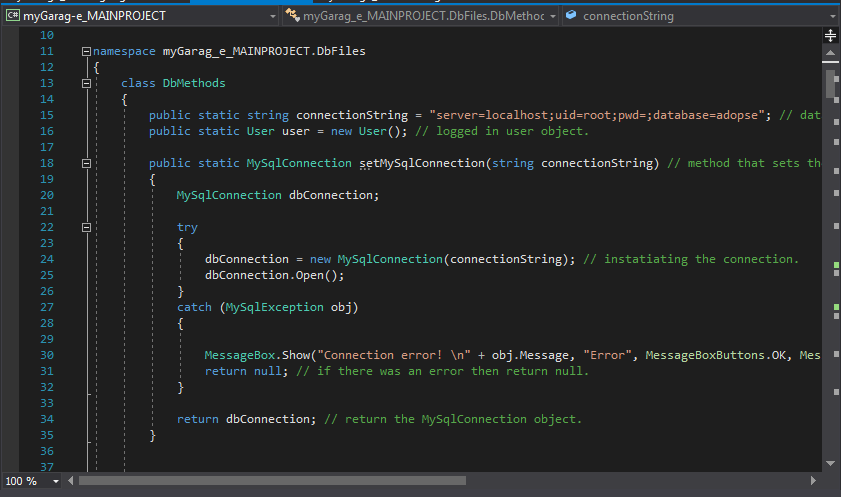 C# myGarag-e_MAINPROJECT myGarag_e_MAINPROJECT.DbFiles.DbMethoc connectionString
10
11 namespace myGarag_e_MAINPROJECT.DbFiles
12 {
13 class DbMethods
14 {
15 public static string connectionString = "server=localhost;uid=root;pwd=;database=adopse"; // dat
16 public static User user = new User(); // logged in user object.
17
18 public static MySqlConnection setMySqlConnection(string connectionString) // method that sets the
19 {
20 MySqlConnection dbConnection;
21
22 try
23 {
24 dbConnection = new MySqlConnection(connectionString); // instatiating the connection.
25 dbConnection.Open();
26 }
27 catch (MySqlException obj)
28 {
29
30 MessageBox.Show("Connection error! \n" + obj.Message, "Error", MessageBoxButtons.OK, Mes
31 return null; // if there was an error then return null.
32 }
33
34 return dbConnection; // return the MySqlConnection object.
35 }
36
37
100 %